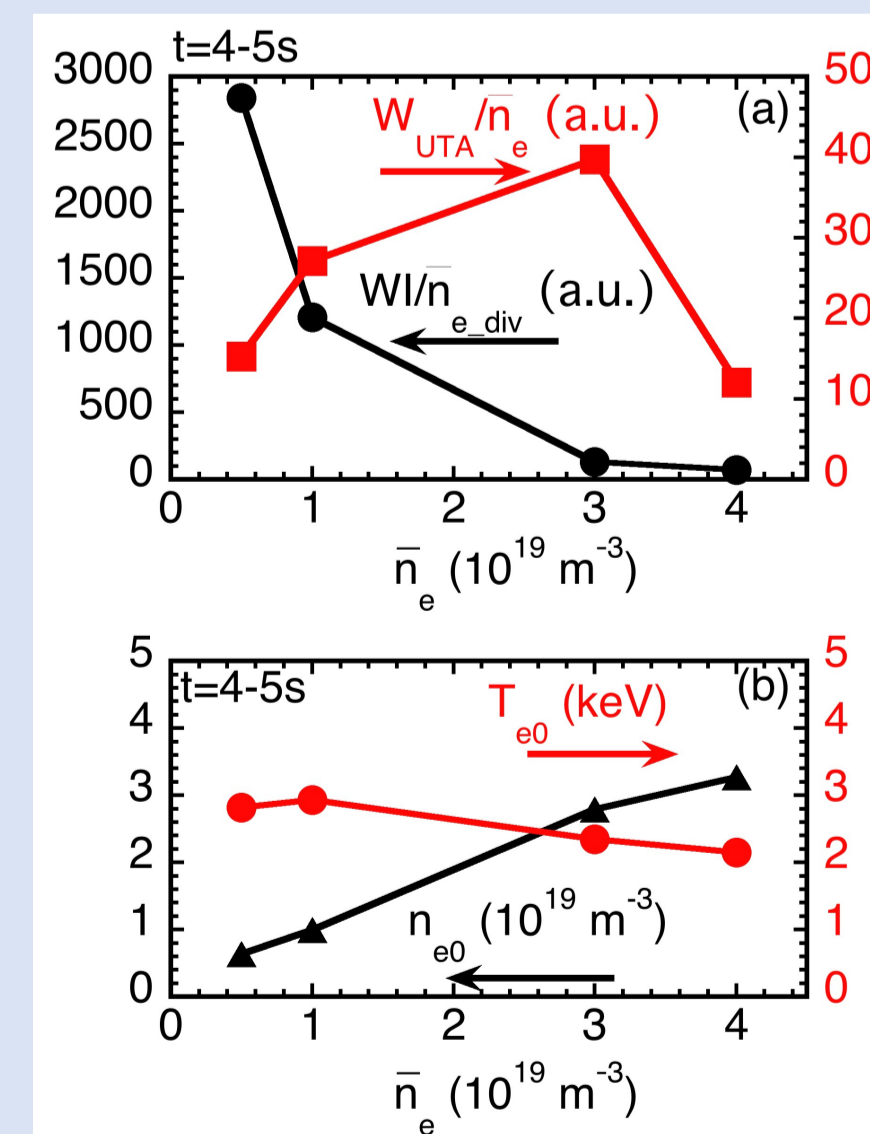 t=4-5s
3000
2500
2000
1500
1000
500
0
50
40
30
20
10
0
W_UTA/n̅_e (a.u.)
(a)
WI/n̅_e_div (a.u.)
0 1 2 3 4
n̅_e (10^19 m^-3)
t=4-5s
5
4
3
2
1
0
5
4
3
2
1
0
T_e0 (keV)
(b)
n_e0 (10^19 m^-3)
0 1 2 3 4
n̅_e (10^19 m^-3)